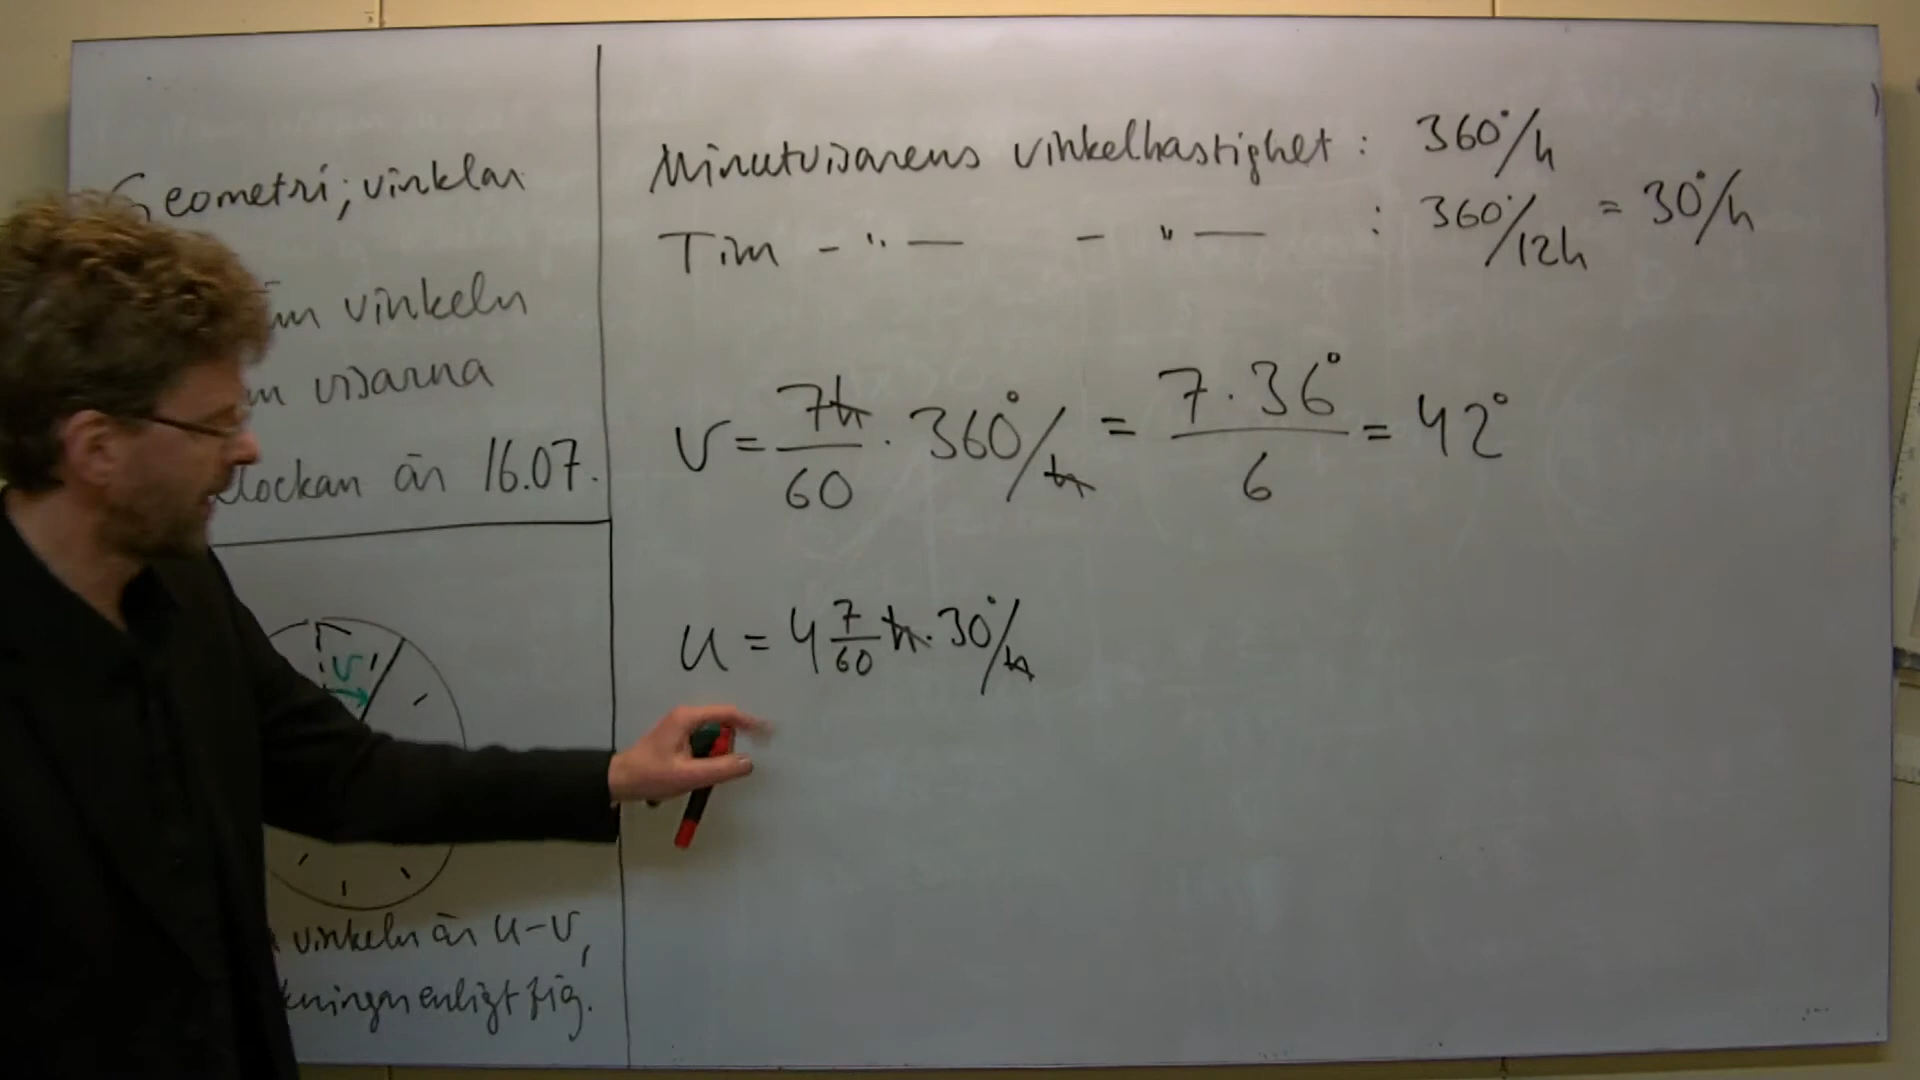 Geometri; vinklar
vinkeln
visarna
klockan är 16.07.
v
vinkeln är u-v,
enligt fig.
Minutvisarens vinkelhastighet : 360°/h
Tim - " - - " - : 360°/12h = 30°/h
v = 7h/60 · 360°/h = 7·36°/6 = 42°
u = 4 7/60 h · 30°/h